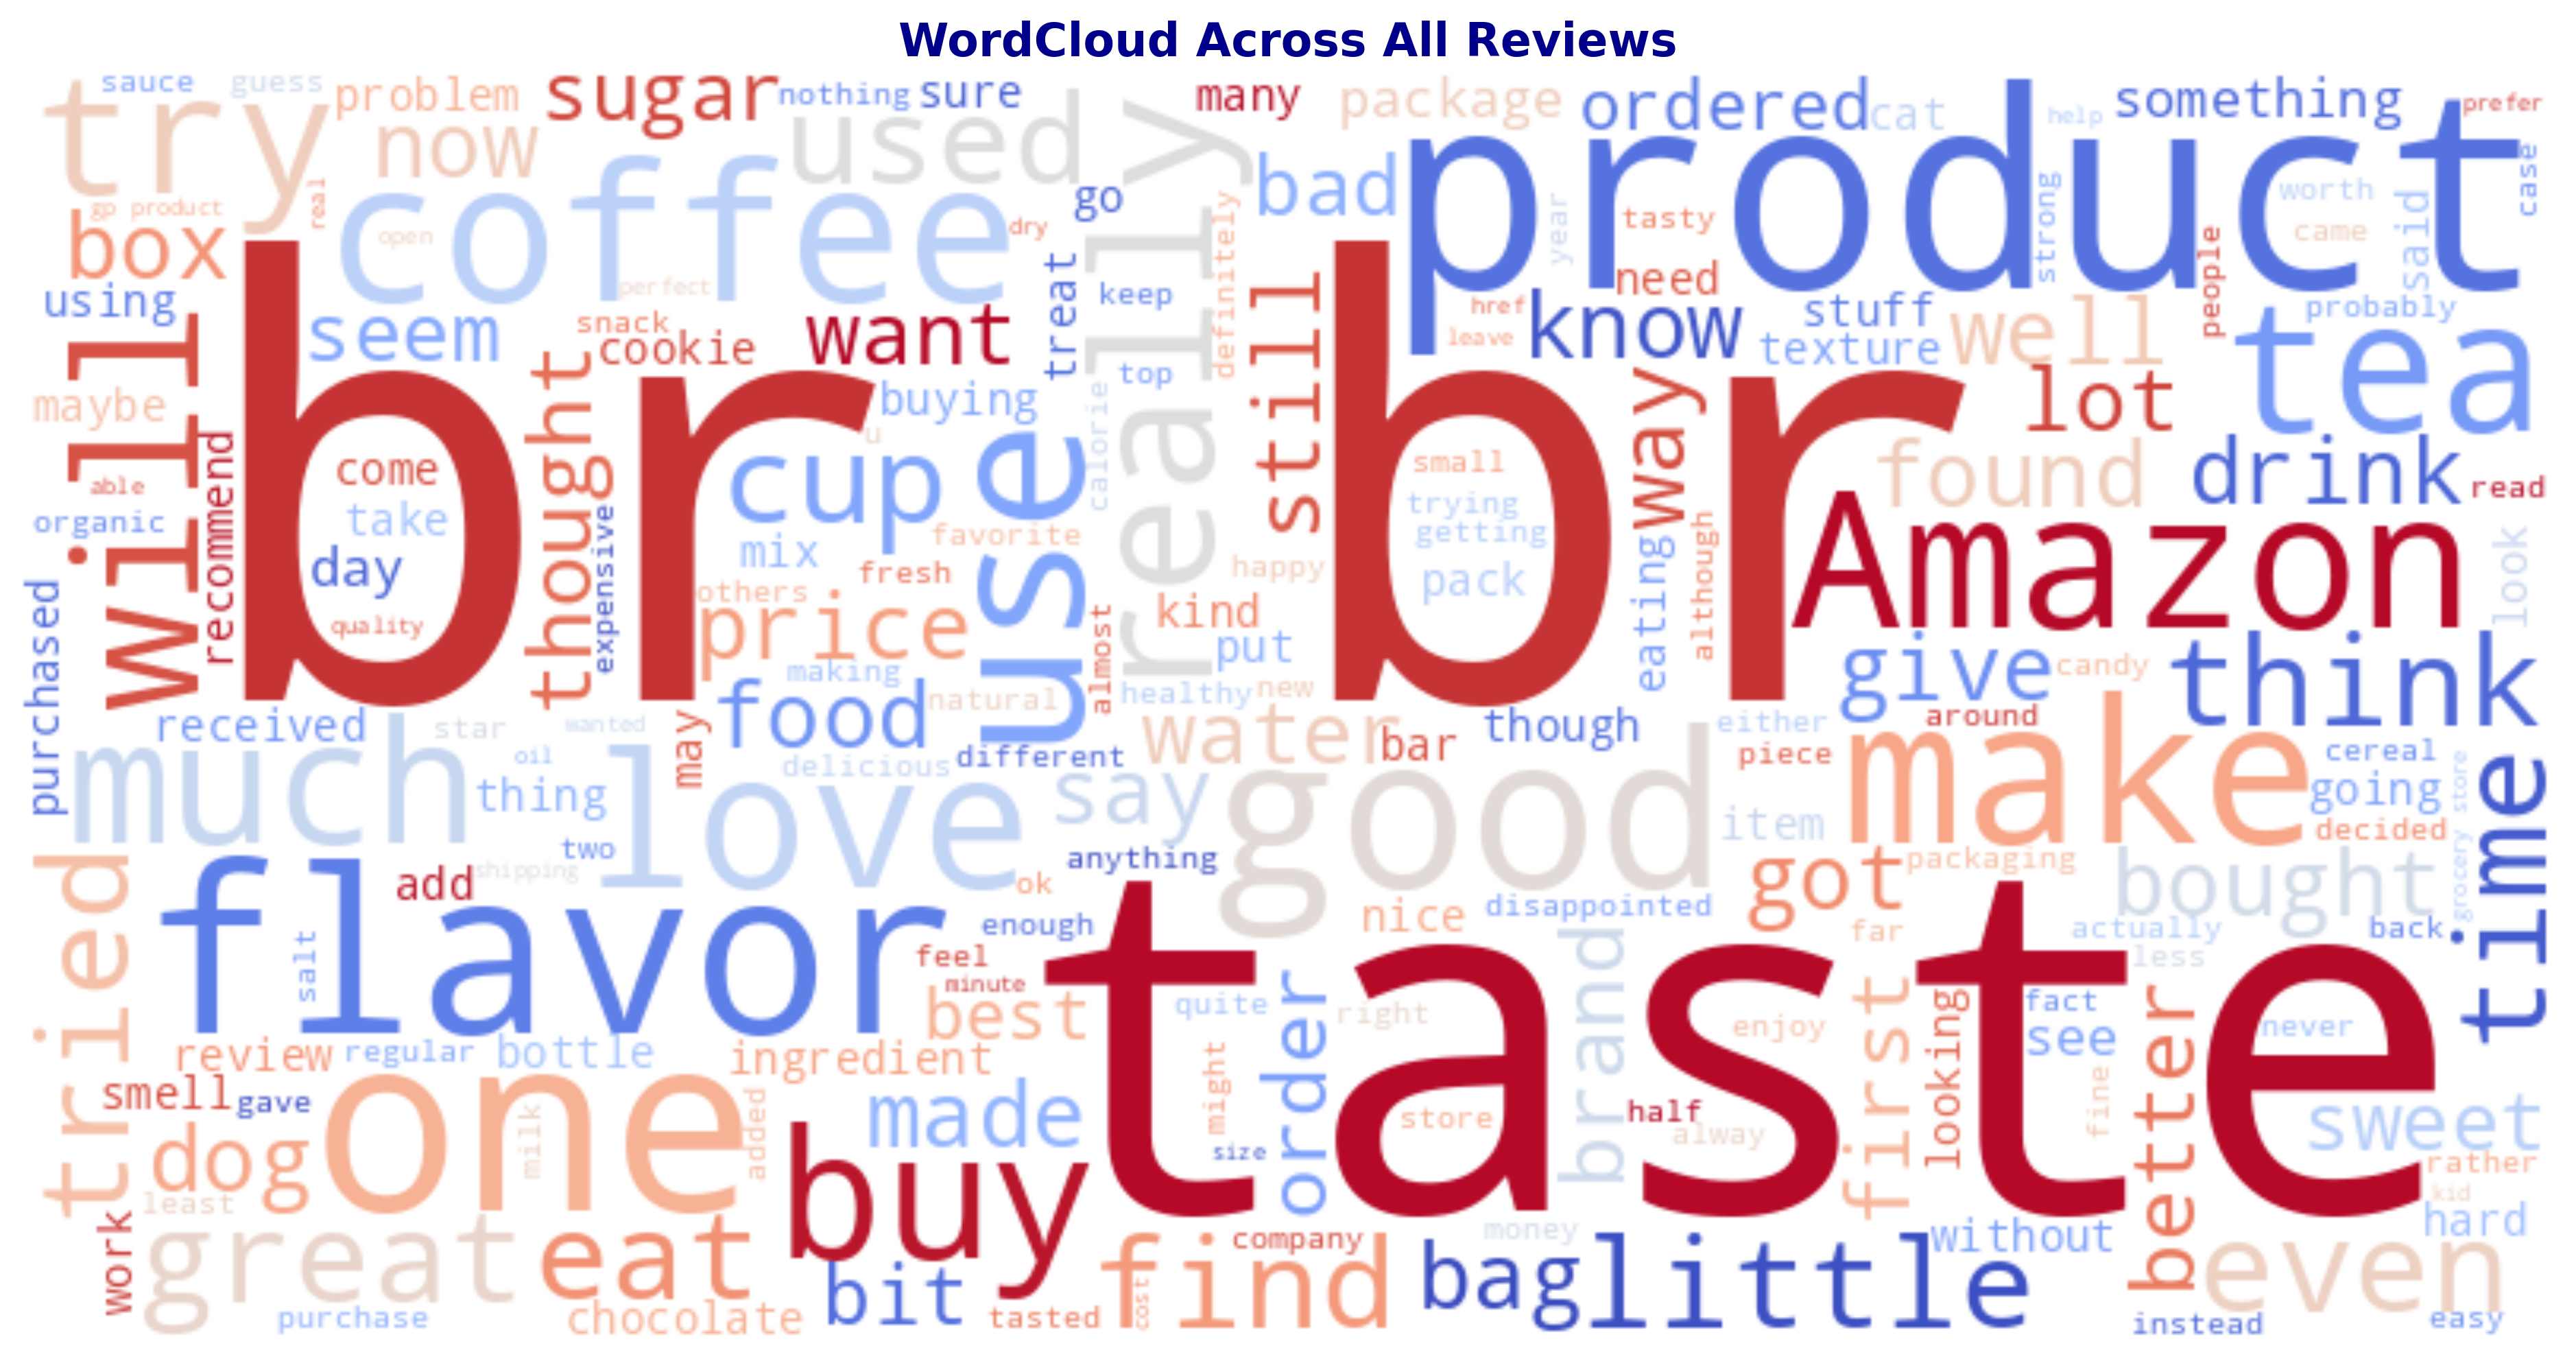 WordCloud Across All Reviews
sauce guess problem sugar nothing sure many package ordered cat help something prefer
try now used really bad product case
gp product real coffee go definitely year tasty strong worth said
box open dry came
using perfect treat keep still need people probably
will seem snack cookie want top href leave know stuff texture well tea
maybe thought buying calorie way lot
recommend br u br found drink read
able come cup use small
organic take favorite trying getting Amazon look
purchased day expensive mix fresh happy pack eating although
quality others price almost kind put give candy think
making food natural healthy new
received star wanted may different water bar though either around piece make cereal
much oil thing love delicious say good item going grocery store time
two decided
tried shipping anything got packaging bought
flavor add ok enough nice disappointed far actually back
salt feel minute taste less
best quite order right brand enjoy first looking fact see better never
review regular bottle ingredient
smell gave one milk added made might store half alway fine sweet
dog size rather
least buy kid hard
work great eat company money without even
purchase chocolate bit tasted cost find bag little instead easy